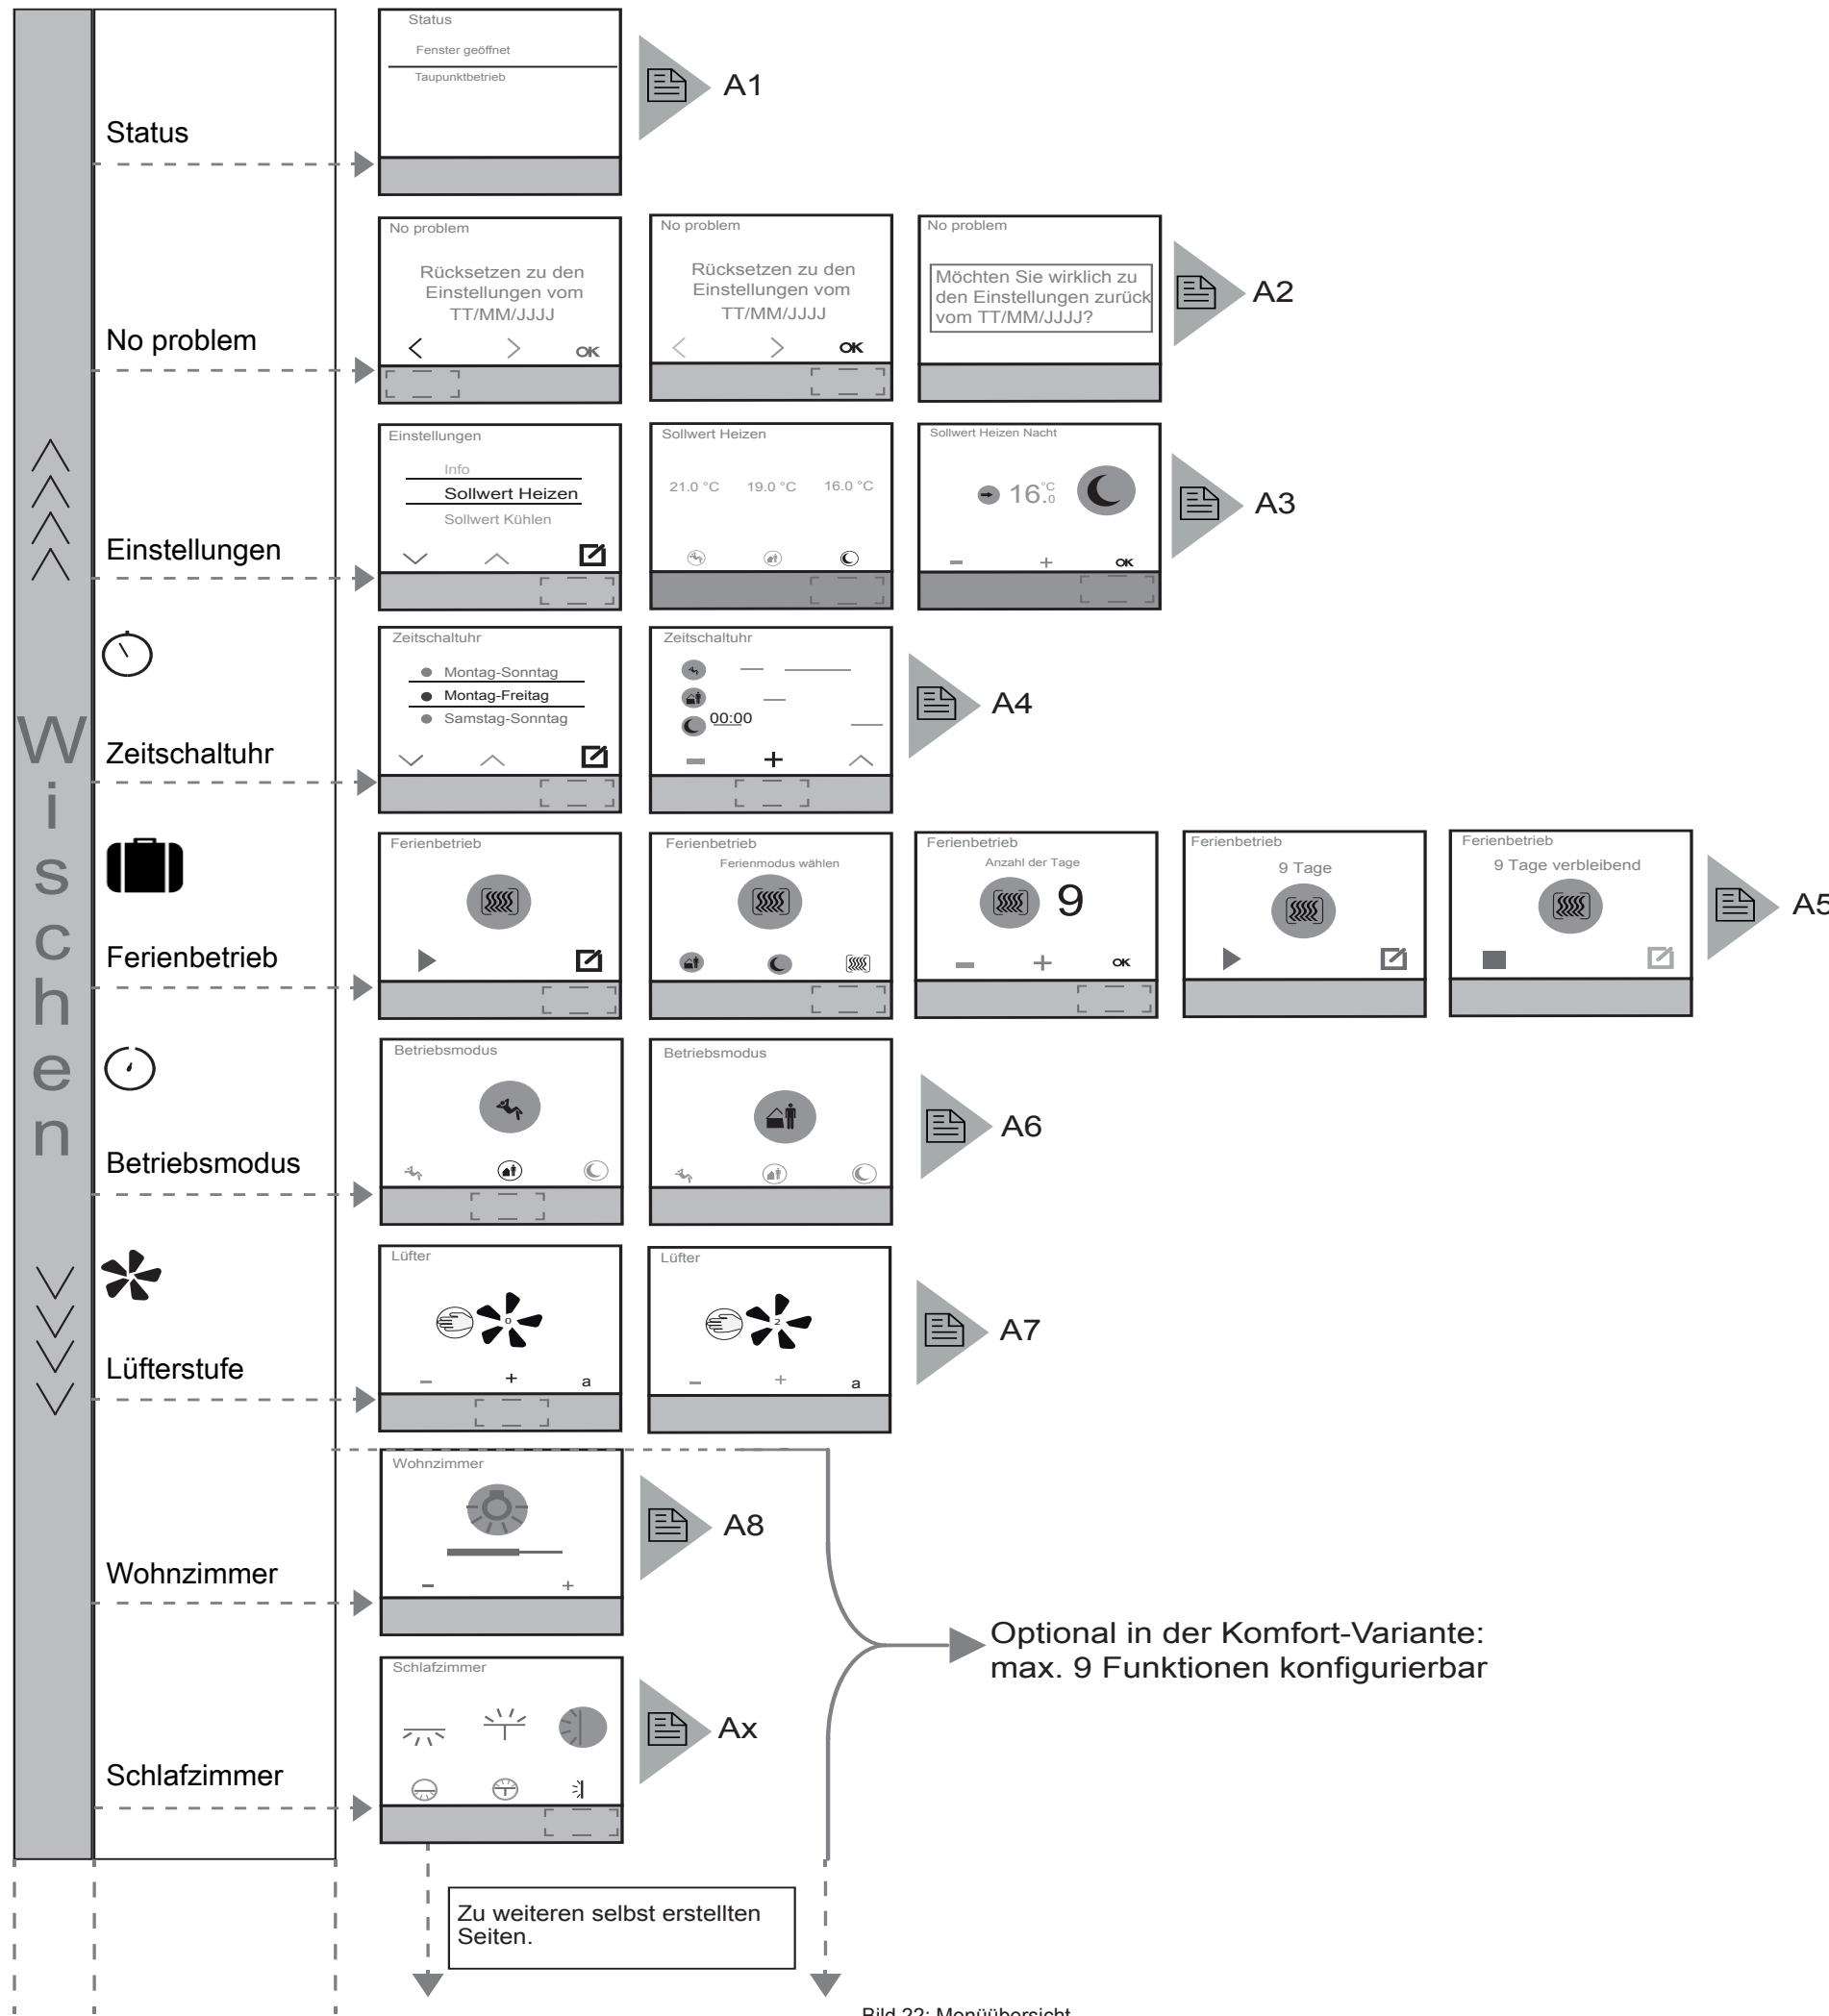 Wischen
Status
Status
Fenster geöffnet
Taupunktbetrieb
A1
No problem
No problem
Rücksetzen zu den
Einstellungen vom
TT/MM/JJJJ
OK
No problem
Rücksetzen zu den
Einstellungen vom
TT/MM/JJJJ
OK
No problem
Möchten Sie wirklich zu
den Einstellungen zurück
vom TT/MM/JJJJ?
A2
Einstellungen
Einstellungen
Info
Sollwert Heizen
Sollwert Kühlen
Sollwert Heizen
21.0 °C 19.0 °C 16.0 °C
Sollwert Heizen Nacht
16.0 °C
- + OK
A3
Zeitschaltuhr
Zeitschaltuhr
Montag-Sonntag
Montag-Freitag
Samstag-Sonntag
Zeitschaltuhr
00:00
- +
A4
Ferienbetrieb
Ferienbetrieb
Ferienbetrieb
Ferienmodus wählen
Ferienbetrieb
Anzahl der Tage
9
- + OK
Ferienbetrieb
9 Tage
Ferienbetrieb
9 Tage verbleibend
A5
Betriebsmodus
Betriebsmodus
Betriebsmodus
A6
Lüfterstufe
Lüfter
0
- + a
Lüfter
2
- + a
A7
Wohnzimmer
Wohnzimmer
- +
A8
Schlafzimmer
Schlafzimmer
Ax
Optional in der Komfort-Variante:
max. 9 Funktionen konfigurierbar
Zu weiteren selbst erstellten
Seiten.
Bild 22: Menüübersicht